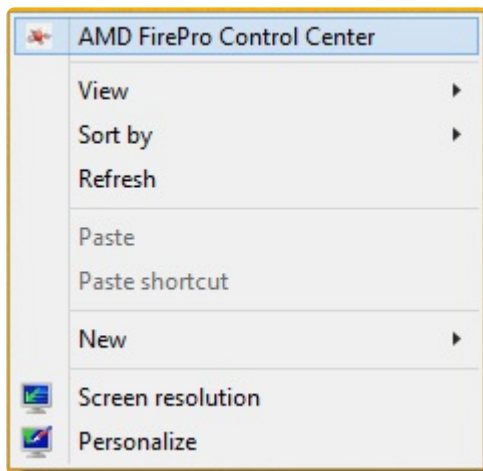 AMD FirePro Control Center
View
Sort by
Refresh
Paste
Paste shortcut
New
Screen resolution
Personalize